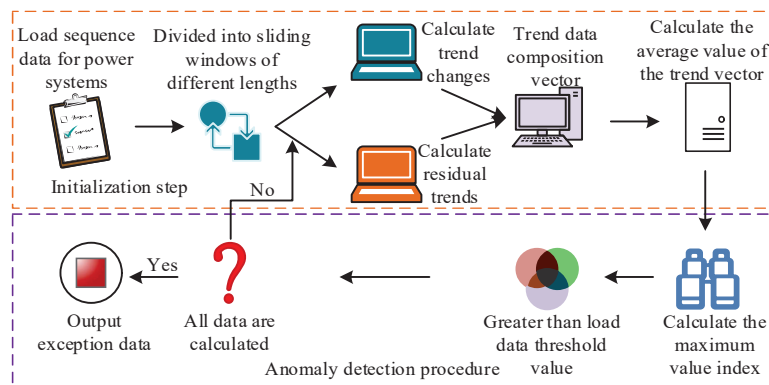 Load sequence
data for power
systems
Divided into sliding
windows of
different lengths
Calculate
trend
changes
Calculate
residual
trends
Trend data
composition
vector
Calculate the
average value of
the trend vector
Initialization step
No
Yes
Output
exception data
All data are
calculated
Greater than load
data threshold
value
Calculate the
maximum
value index
Anomaly detection procedure